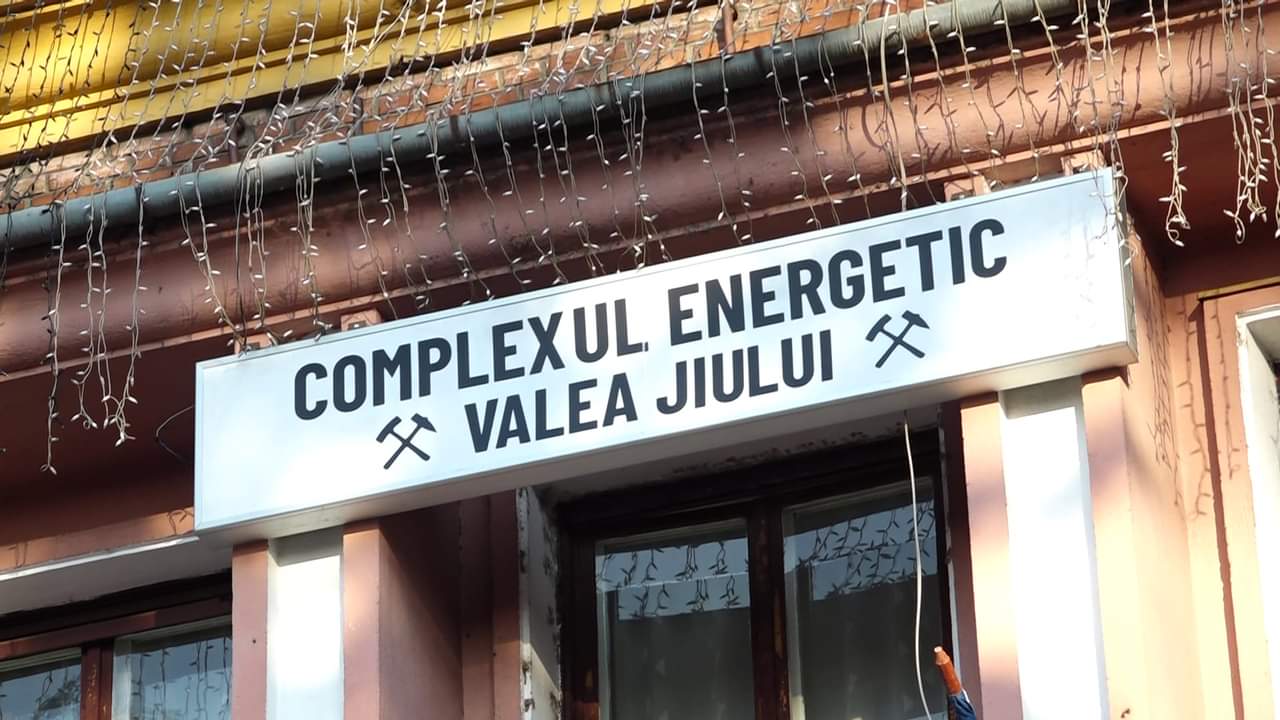 COMPLEXUL ENERGETIC
VALEA JIULUI